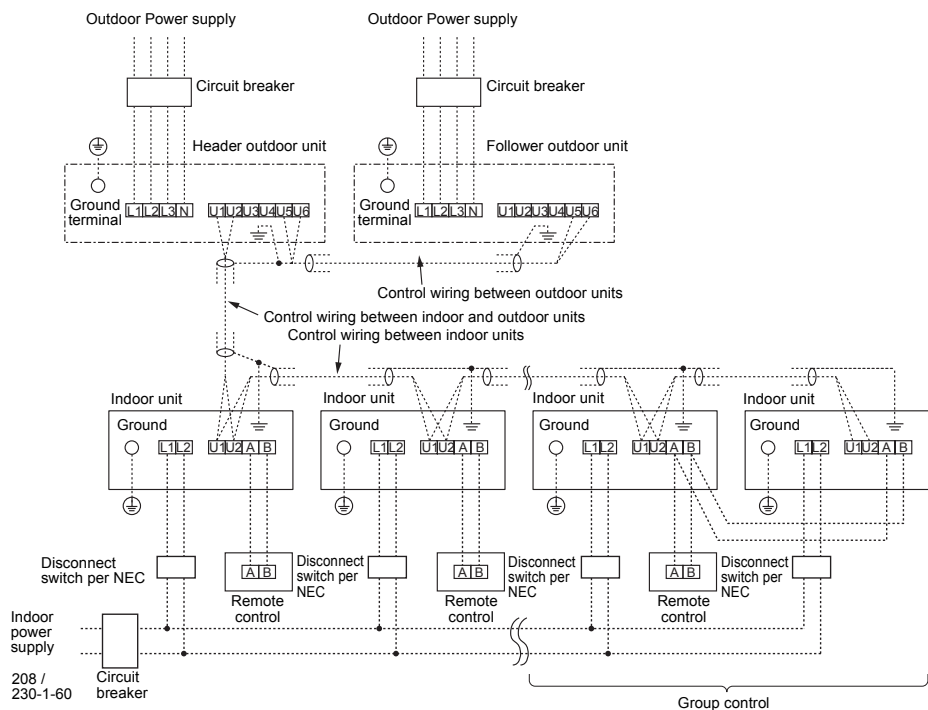 Outdoor Power supply
Outdoor Power supply
Circuit breaker
Circuit breaker
Header outdoor unit
Follower outdoor unit
Ground
terminal
L1 L2 L3 N
U1 U2 U3 U4 U5 U6
Ground
terminal
L1 L2 L3 N
U1 U2 U3 U4 U5 U6
Control wiring between outdoor units
Control wiring between indoor and outdoor units
Control wiring between indoor units
Indoor unit
Indoor unit
Indoor unit
Indoor unit
Ground
Ground
Ground
Ground
L1 L2
U1 U2 A B
L1 L2
U1 U2 A B
L1 L2
U1 U2 A B
L1 L2
U1 U2 A B
Disconnect
switch per NEC
A B
Remote
control
Disconnect
switch per
NEC
A B
Remote
control
Disconnect
switch per
NEC
A B
Remote
control
Disconnect
switch per
NEC
Indoor
power
supply
208 /
230-1-60
Circuit
breaker
Group control